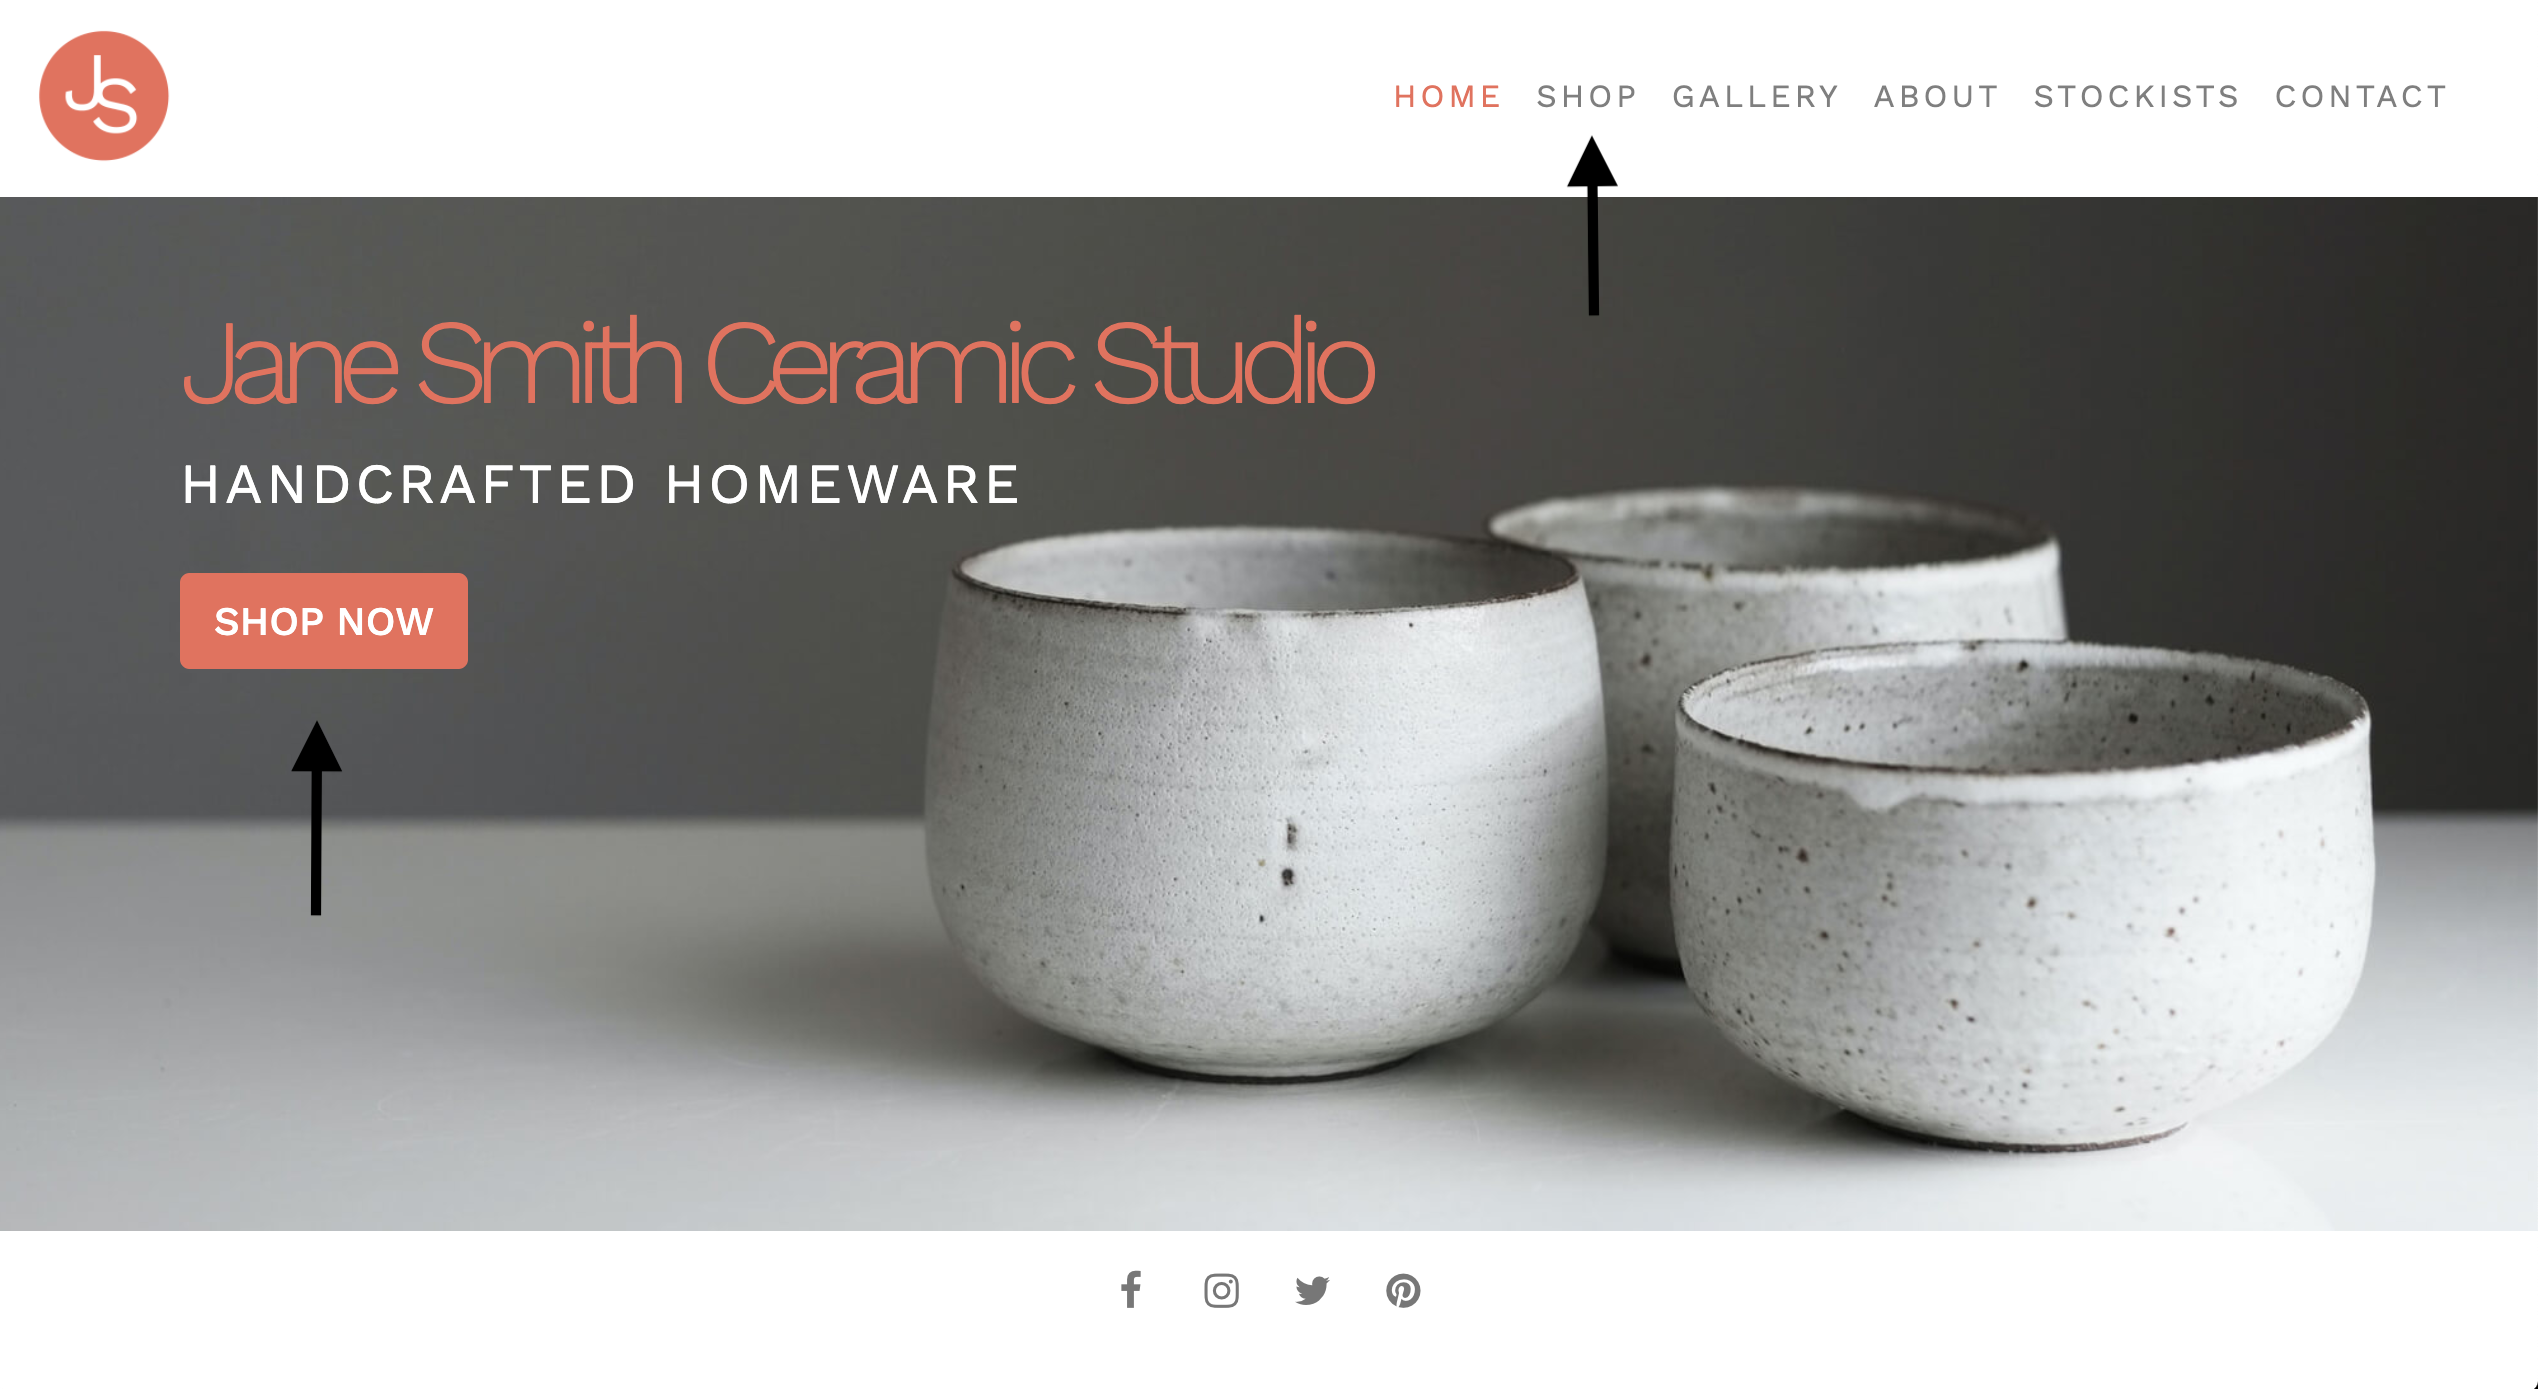 JS
HOME SHOP GALLERY ABOUT STOCKISTS CONTACT
Jane Smith Ceramic Studio
HANDCRAFTED HOMEWARE
SHOP NOW